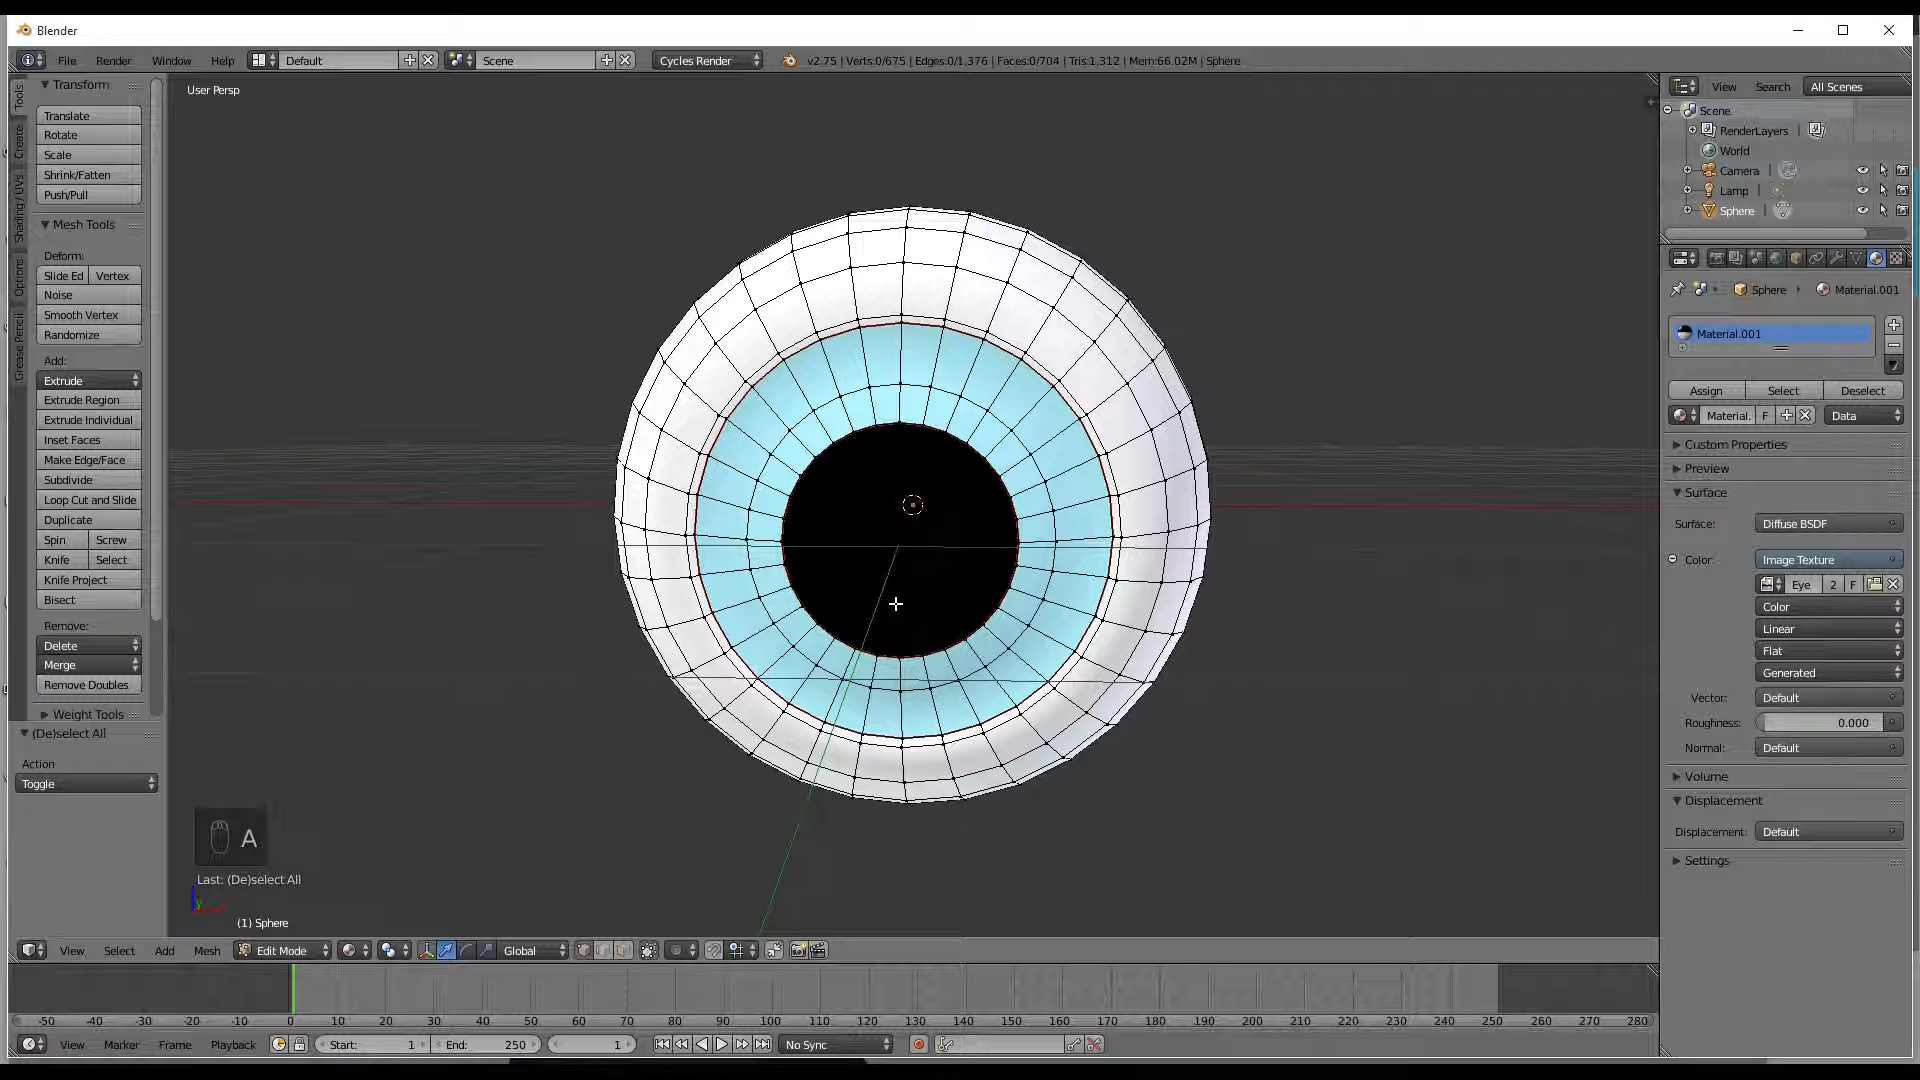 Blender
File Render Window Help Default Scene Cycles Render v2.75 | Verts:0/675 | Edges:0/1,376 | Faces:0/704 | Tris:1,312 | Mem:66.02M | Sphere
Tools
Create
Shading / UVs
Options
Grease Pencil
Transform
Translate
Rotate
Scale
Shrink/Fatten
Push/Pull
Mesh Tools
Deform:
Slide Ed Vertex
Noise
Smooth Vertex
Randomize
Add:
Extrude
Extrude Region
Extrude Individual
Inset Faces
Make Edge/Face
Subdivide
Loop Cut and Slide
Duplicate
Spin Screw
Knife Select
Knife Project
Bisect
Remove:
Delete
Merge
Remove Doubles
Weight Tools
(De)select All
Action
Toggle
User Persp
A
Last: (De)select All
y
(1) Sphere
View Search All Scenes
Scene
RenderLayers
World
Camera
Lamp
Sphere
Sphere Material.001
Material.001
Assign Select Deselect
Material. F Data
Custom Properties
Preview
Surface
Surface: Diffuse BSDF
Color: Image Texture
Eye 2 F
Color
Linear
Flat
Generated
Vector: Default
Roughness: 0.000
Normal: Default
Volume
Displacement
Displacement: Default
Settings
View Select Add Mesh Edit Mode Global
-50 -40 -30 -20 -10 0 10 20 30 40 50 60 70 80 90 100 110 120 130 140 150 160 170 180 190 200 210 220 230 240 250 260 270 280
View Marker Frame Playback Start: 1 End: 250 1 No Sync